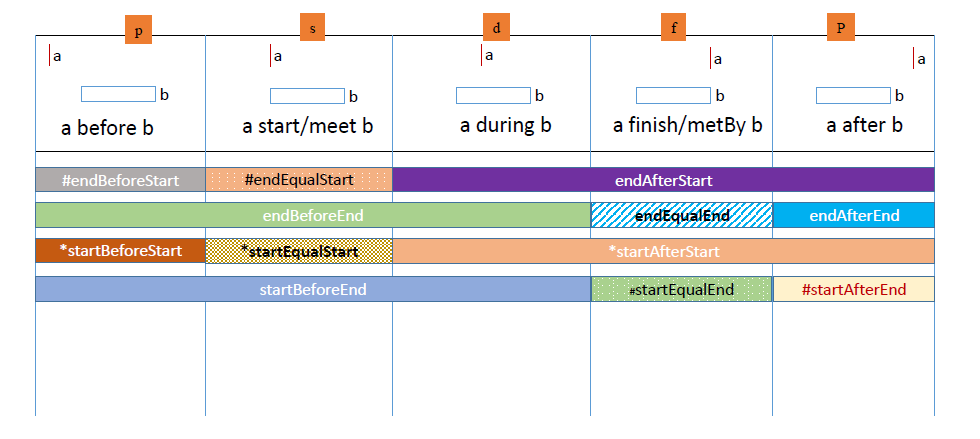 p s d f P
a a a a a
b b b b b
a before b a start/meet b a during b a finish/metBy b a after b
#endBeforeStart #endEqualStart endAfterStart
endBeforeEnd endEqualEnd endAfterEnd
*startBeforeStart *startEqualStart *startAfterStart
startBeforeEnd #startEqualEnd #startAfterEnd